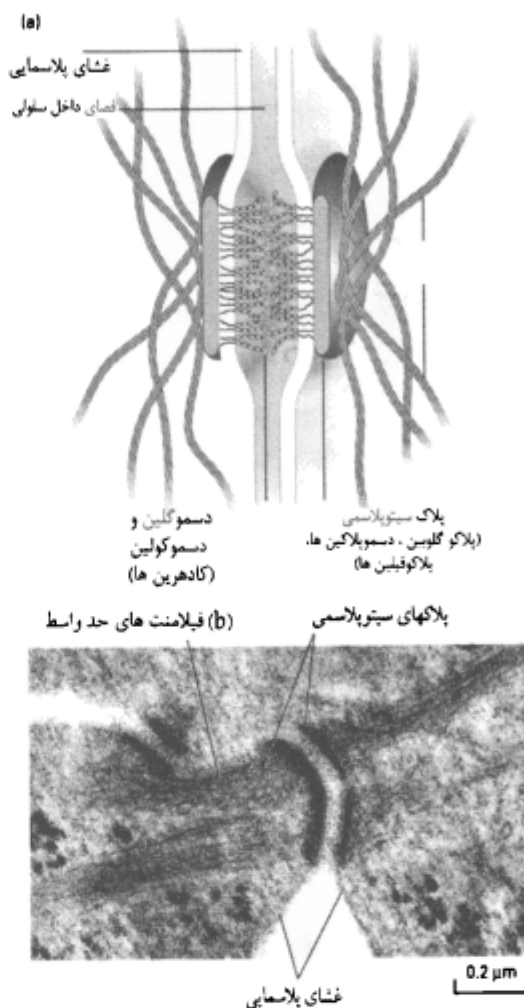 (a)
غشای پلاسمایی
فضای داخل سلولی
دسموگلین و
دسموکولین
(کادهرین ها)
پلاک سیتوپلاسمی
(پلاکو گلوبین ، دسموپلاکین ها،
پلاکوفیلین ها)
(b) فیلامنت های حد واسط
پلاکهای سیتوپلاسمی
غشای پلاسمایی
0.2 μm